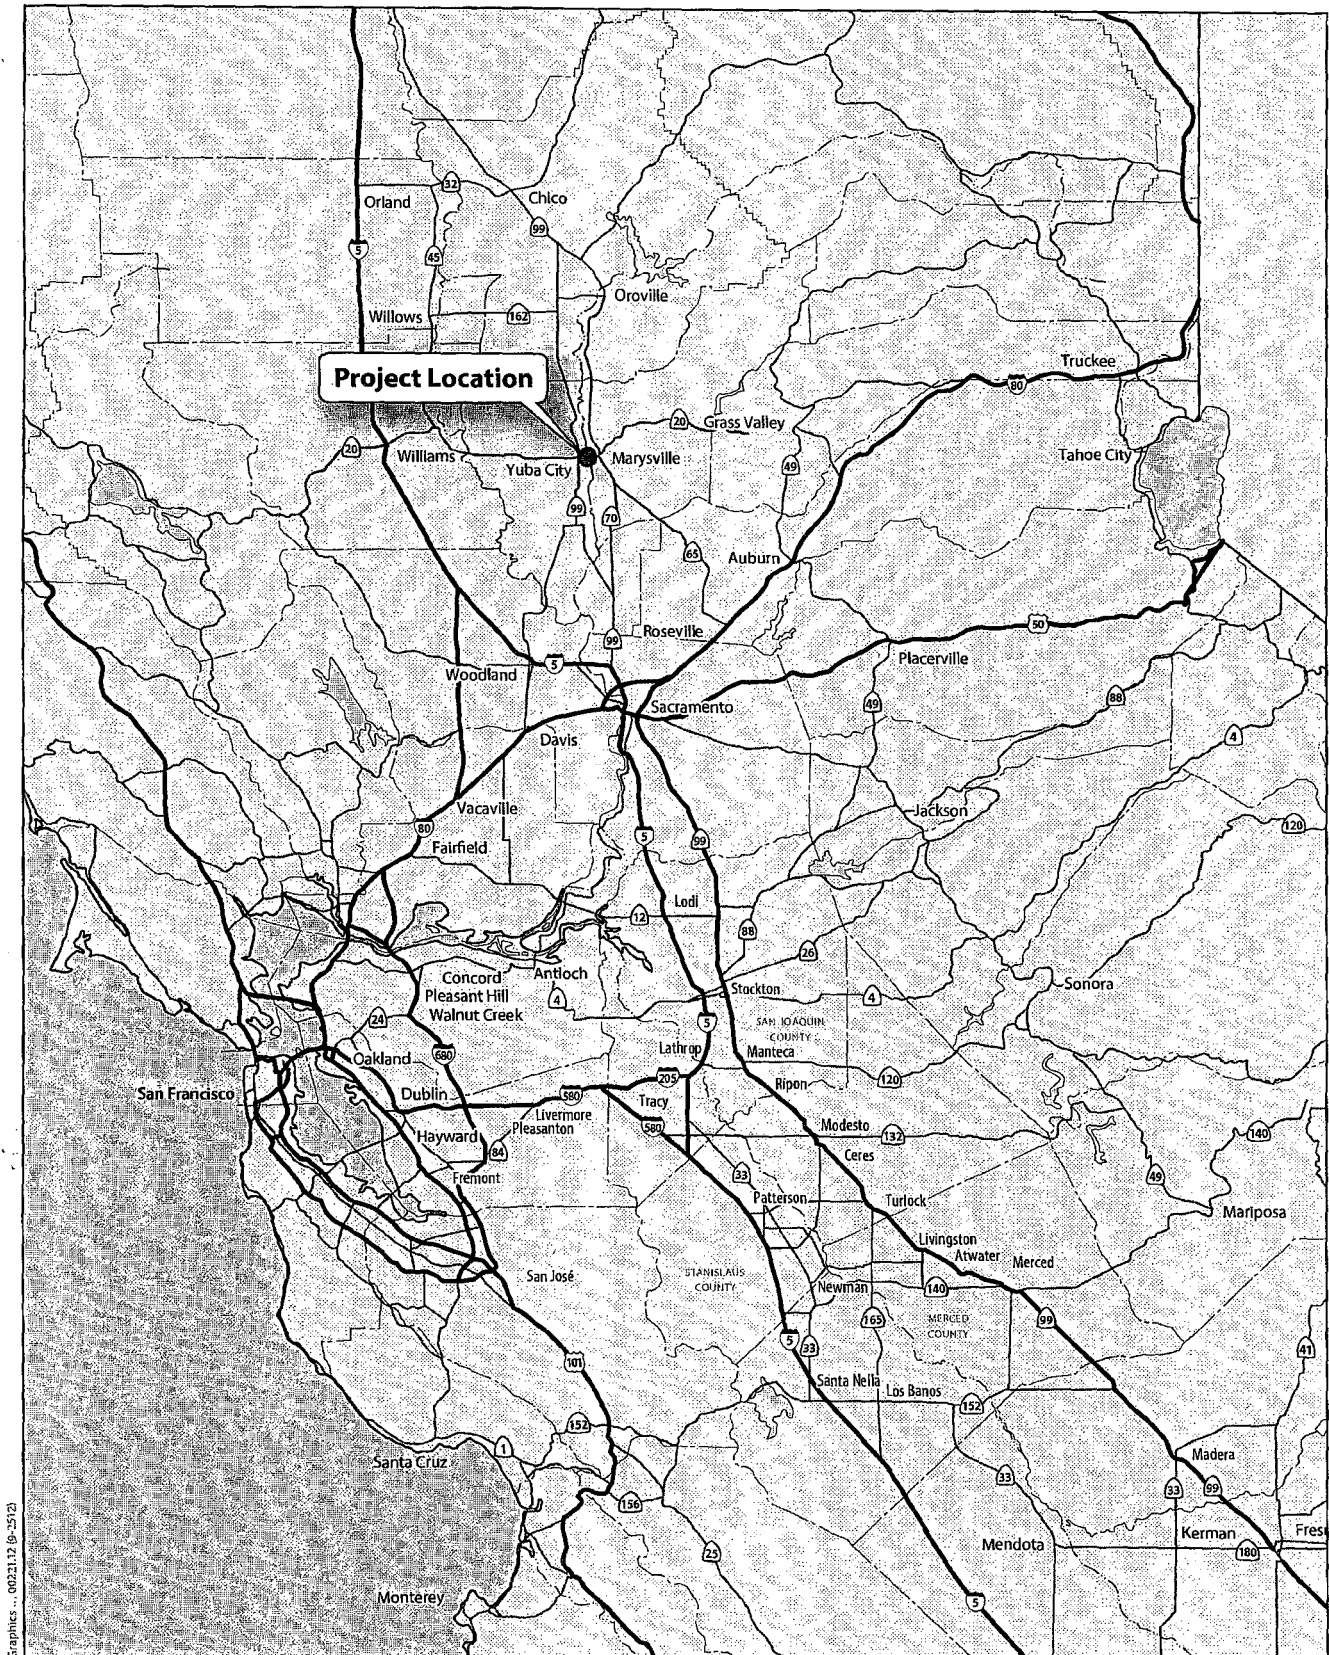 32
Chico
Orland
99
5
45
Oroville
Willows
162
Truckee
80
Project Location
20
Grass Valley
20
Williams
Yuba City
Marysville
49
Tahoe City
99
70
65
Auburn
50
99
Roseville
5
Placerville
Woodland
88
49
Sacramento
4
Davis
Vacaville
Jackson
80
120
5
99
Fairfield
Lodi
12
88
26
Concord
Antioch
Sonora
Pleasant Hill
4
Stockton
4
Walnut Creek
24
5
SAN JOAQUIN
COUNTY
Oakland
680
Lathrop
Manteca
205
120
Ripon
San Francisco
Dublin
580
Tracy
Livermore
Pleasanton
580
Modesto
132
140
Hayward
84
Ceres
33
49
Fremont
Patterson
Turlock
Mariposa
Livingston
Atwater
Merced
San José
STANISLAUS
COUNTY
Newman
140
165
MERCED
COUNTY
99
5
33
41
101
Santa Nella
Los Banos
152
152
1
Santa Cruz
Madera
33
33
99
156
Kerman
Mendota
180
25
Monterey
5
Graphics … 00221.12 (9-2512)